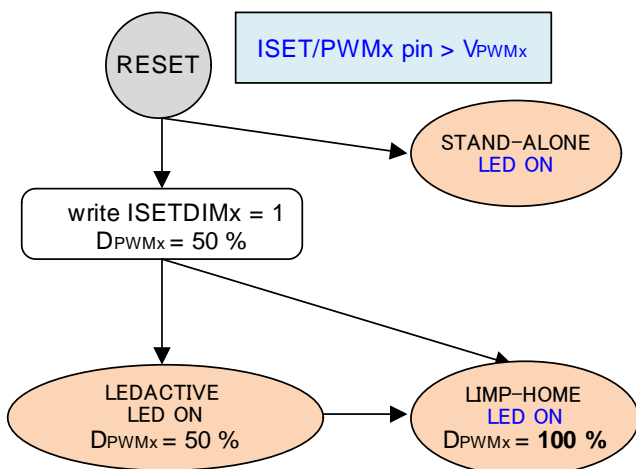 RESET
ISET/PWMx pin > VPWMx
STAND-ALONE
LED ON
write ISETDIMx = 1
DPWMx = 50 %
LEDACTIVE
LED ON
DPWMx = 50 %
LIMP-HOME
LED ON
DPWMx = 100 %